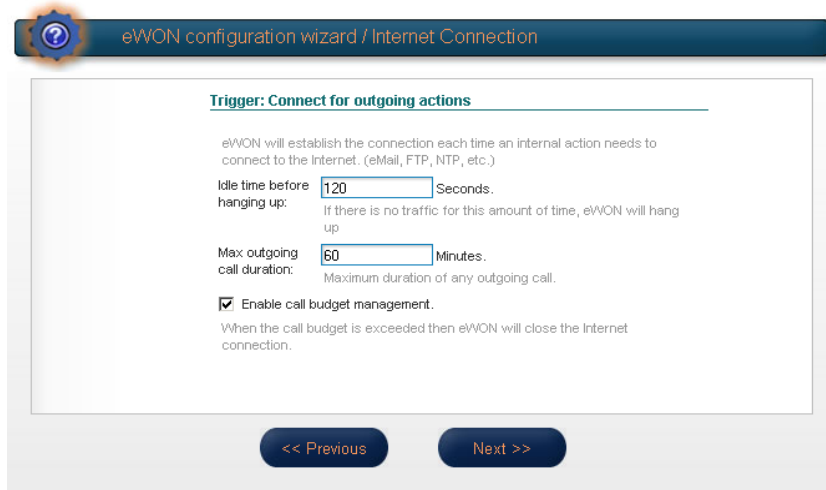 eWON configuration wizard / Internet Connection
Trigger: Connect for outgoing actions
eWON will establish the connection each time an internal action needs to
connect to the Internet. (eMail, FTP, NTP, etc.)
Idle time before
hanging up:
120
Seconds.
If there is no traffic for this amount of time, eWON will hang
up
Max outgoing
call duration:
60
Minutes.
Maximum duration of any outgoing call.
Enable call budget management.
When the call budget is exceeded then eWON will close the Internet
connection.
<< Previous
Next >>